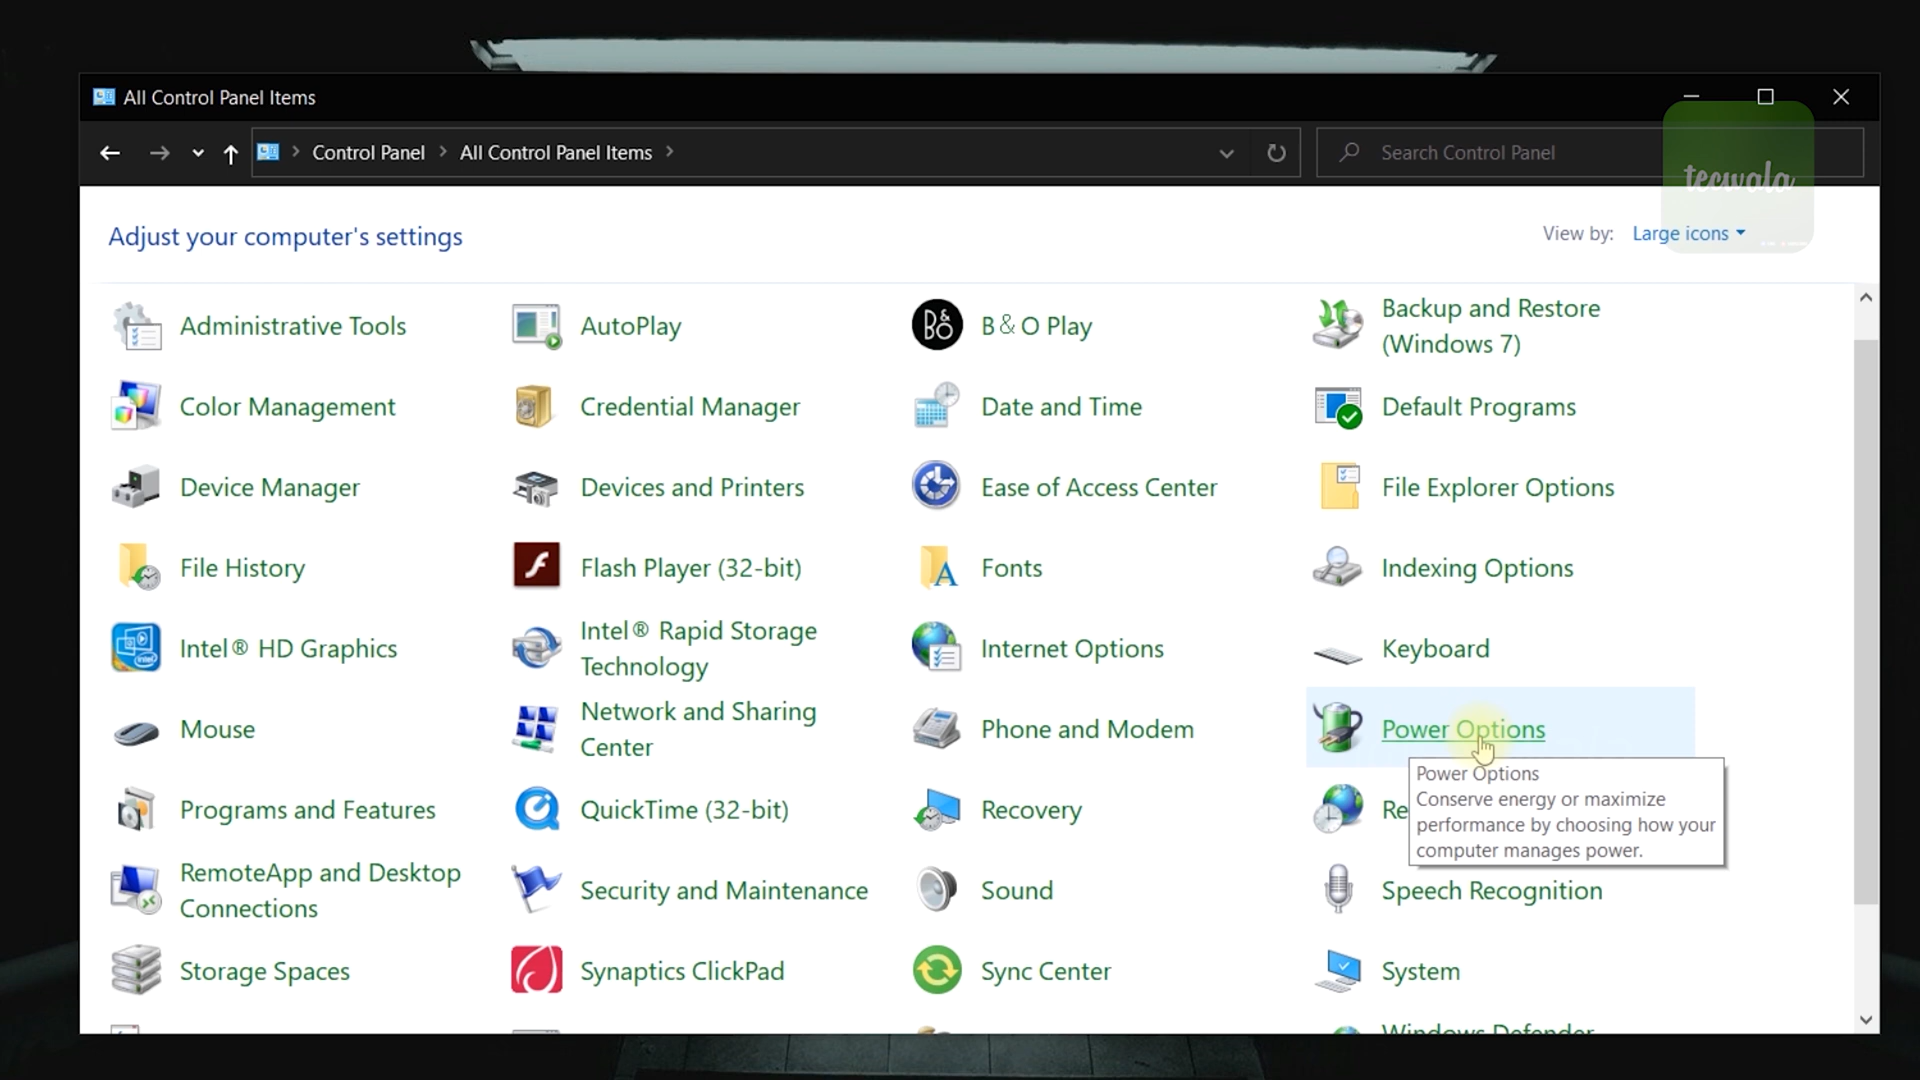 All Control Panel Items
Control Panel
All Control Panel Items
Search Control Panel
tecwala
Adjust your computer's settings
View by:
Large icons
Administrative Tools
AutoPlay
B&O
B&O Play
Backup and Restore
(Windows 7)
Color Management
Credential Manager
Date and Time
Default Programs
Device Manager
Devices and Printers
Ease of Access Center
File Explorer Options
File History
Flash Player (32-bit)
Fonts
Indexing Options
Intel® HD Graphics
Intel® Rapid Storage
Technology
Internet Options
Keyboard
Mouse
Network and Sharing
Center
Phone and Modem
Power Options
Power Options
Conserve energy or maximize
performance by choosing how your
computer manages power.
Programs and Features
QuickTime (32-bit)
Recovery
Re
RemoteApp and Desktop
Connections
Security and Maintenance
Sound
Speech Recognition
Storage Spaces
Synaptics ClickPad
Sync Center
System
Windows Defender